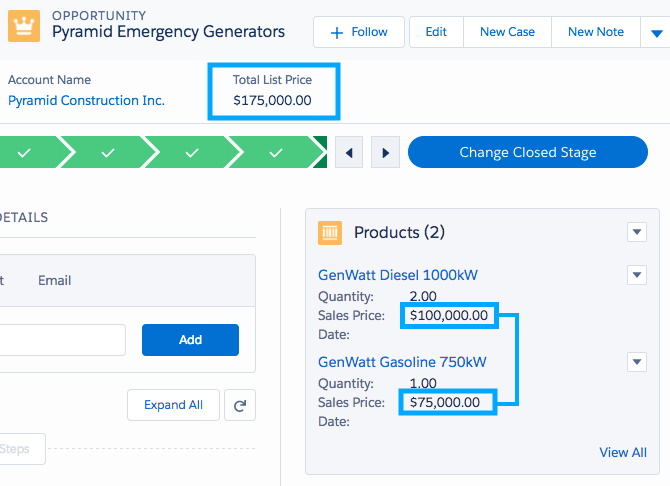 OPPORTUNITY
Pyramid Emergency Generators
+ Follow
Edit
New Case
New Note
Account Name
Total List Price
Pyramid Construction Inc.
$175,000.00
Change Closed Stage
DETAILS
Products (2)
t
Email
GenWatt Diesel 1000kW
Quantity: 2.00
Sales Price: $100,000.00
Date:
Add
GenWatt Gasoline 750kW
Quantity: 1.00
Sales Price: $75,000.00
Date:
Expand All
Steps
View All